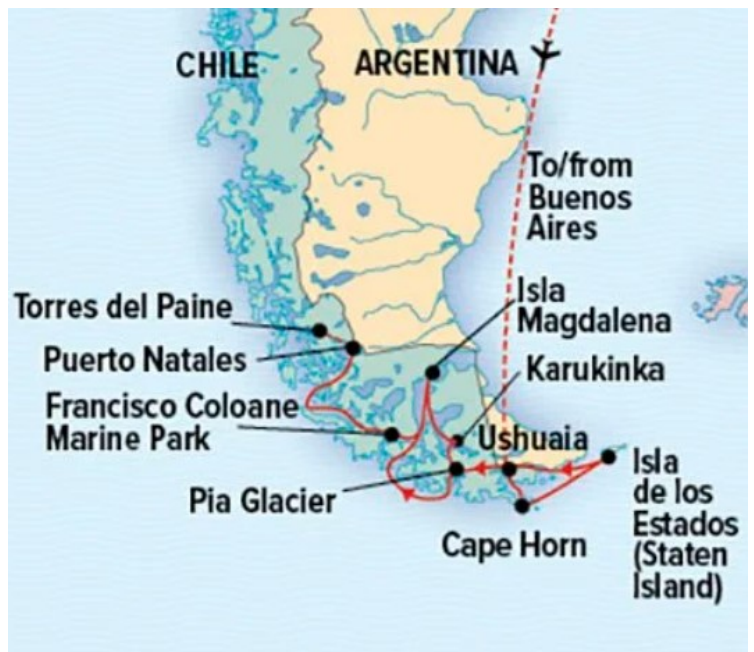 CHILE
ARGENTINA
To/from
Buenos
Aires
Isla
Magdalena
Torres del Paine
Puerto Natales
Karukinka
Francisco Coloane
Marine Park
Ushuaia
Pia Glacier
Isla
de los
Estados
(Staten
Island)
Cape Horn